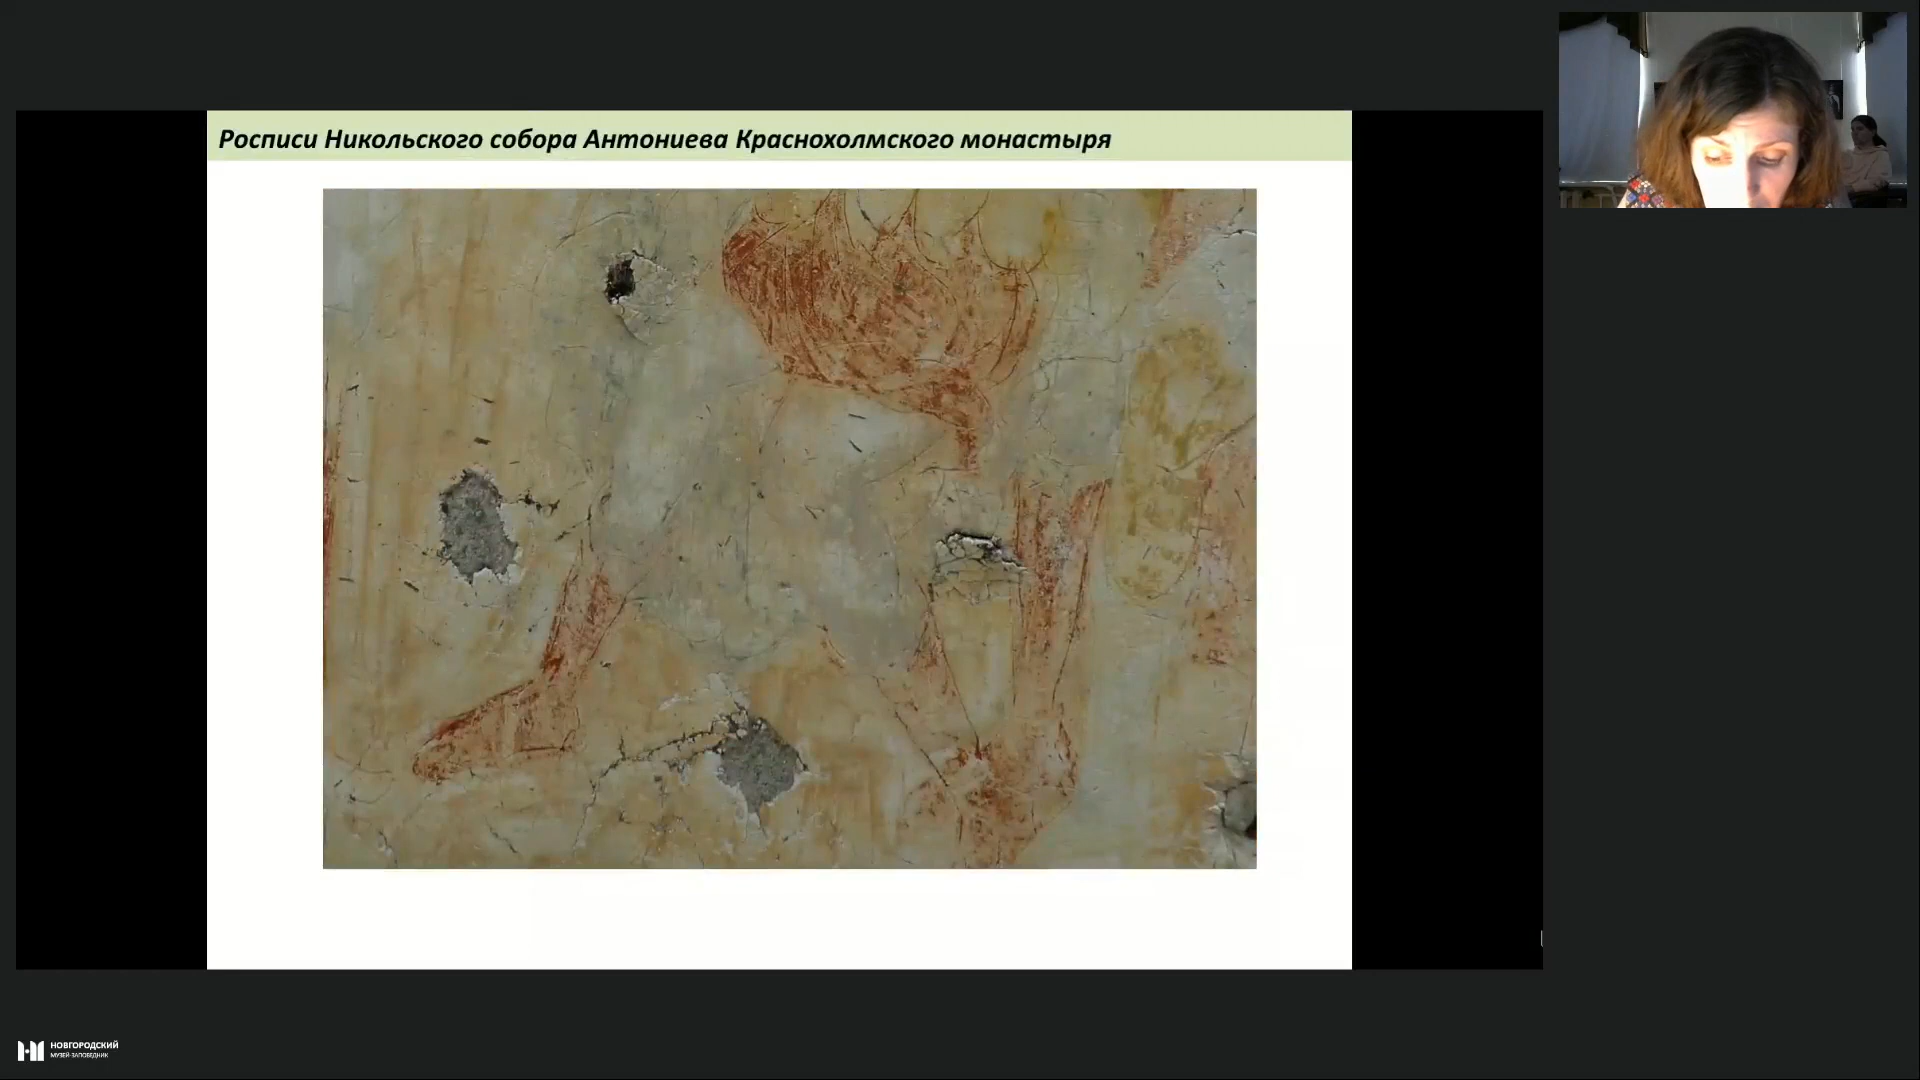 Росписи Никольского собора Антониева Краснохолмского монастыря
НОВГОРОДСКИЙ
МУЗЕЙ-ЗАПОВЕДНИК